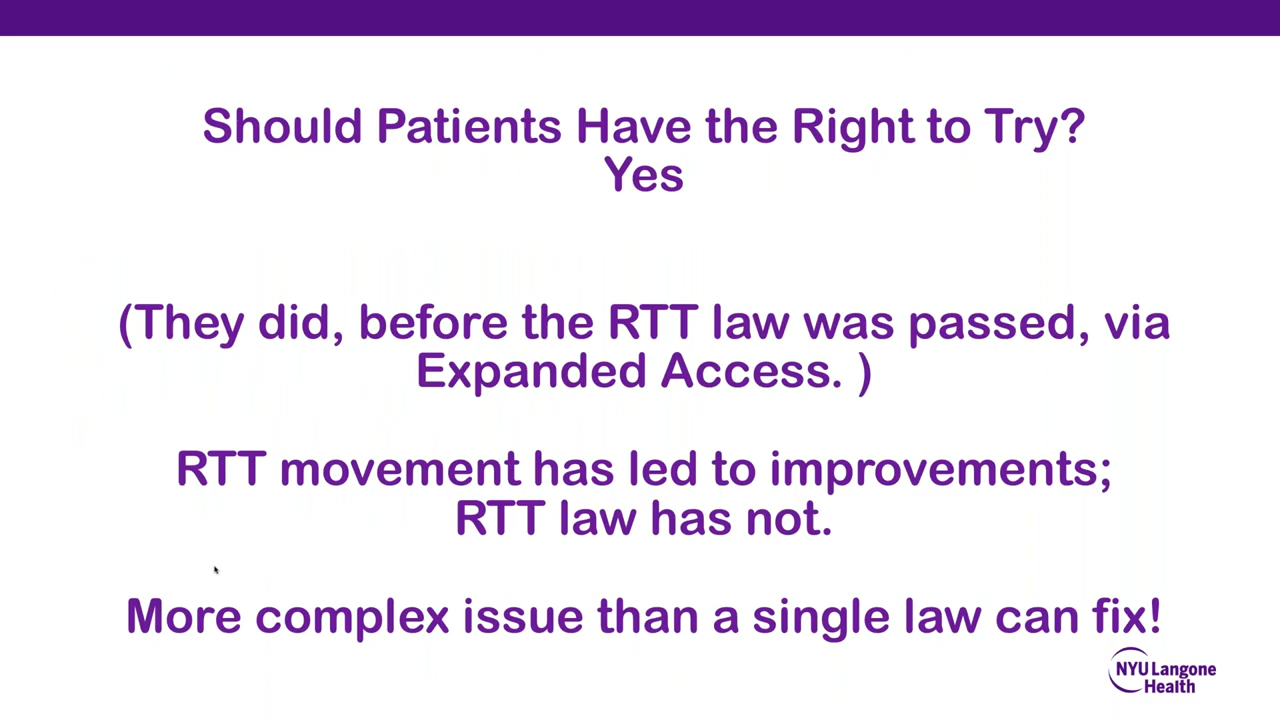 Should Patients Have the Right to Try?
Yes
(They did, before the RTT law was passed, via
Expanded Access. )
RTT movement has led to improvements;
RTT law has not.
More complex issue than a single law can fix!
NYU Langone
Health